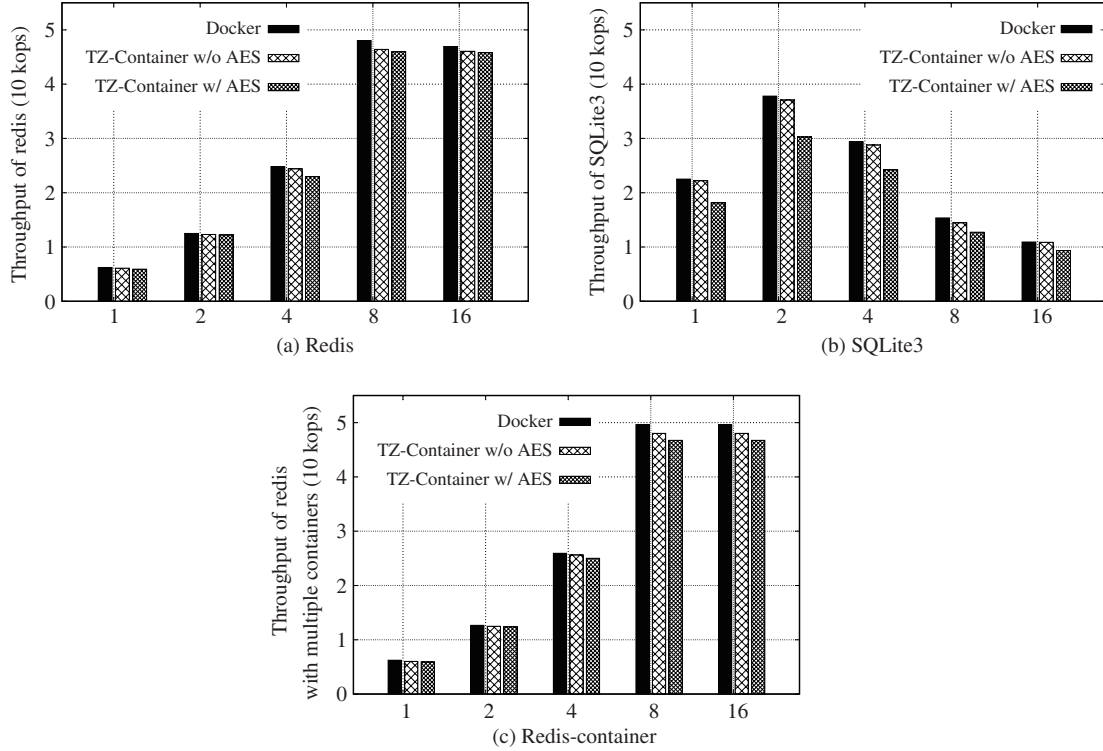 Throughput of redis (10 kops)
5
4
3
2
1
0
Docker
TZ-Container w/o AES
TZ-Container w/ AES
1 2 4 8 16
(a) Redis
Throughput of SQLite3 (10 kops)
5
4
3
2
1
0
Docker
TZ-Container w/o AES
TZ-Container w/ AES
1 2 4 8 16
(b) SQLite3
Throughput of redis
with multiple containers (10 kops)
5
4
3
2
1
0
Docker
TZ-Container w/o AES
TZ-Container w/ AES
1 2 4 8 16
(c) Redis-container